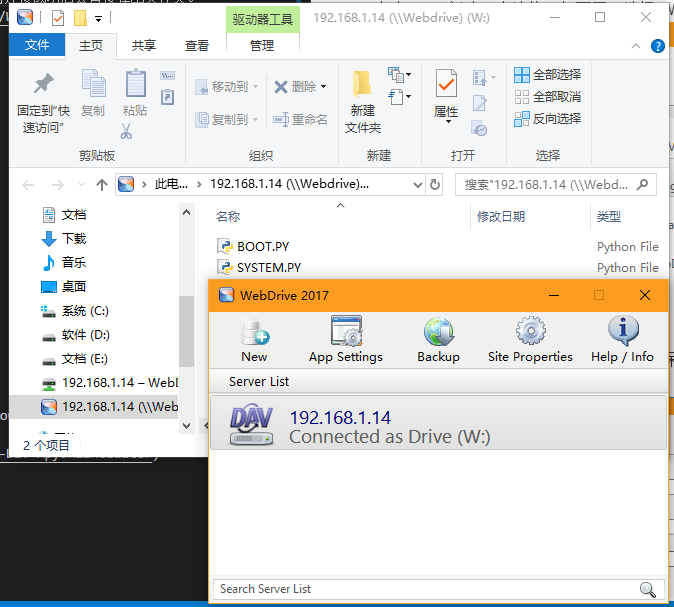 驱动器工具
192.168.1.14 (\\Webdrive) (W:)
文件
主页
共享
查看
管理
固定到“快
速访问”
复制
粘贴
剪贴板
移动到
复制到
删除
重命名
组织
新建
文件夹
新建
属性
打开
全部选择
全部取消
反向选择
选择
此电...
192.168.1.14 (\\Webdrive)...
搜索"192.168.1.14 (\\Webd...
文档
下载
音乐
桌面
系统 (C:)
软件 (D:)
文档 (E:)
192.168.1.14 – WebD
192.168.1.14 (\\Web
2 个项目
名称
修改日期
类型
BOOT.PY
Python File
SYSTEM.PY
Python File
WebDrive 2017
New
App Settings
Backup
Site Properties
Help / Info
Server List
DAV
192.168.1.14
Connected as Drive (W:)
Search Server List